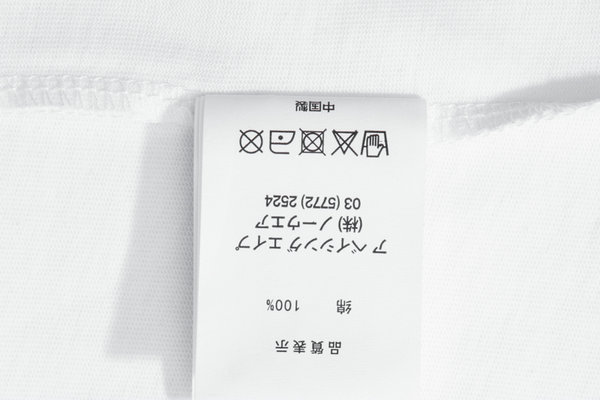 品質表示
綿 100%
ア ベイシング エイプ
(株) ノーウエア
03 (5772) 2524
中国製